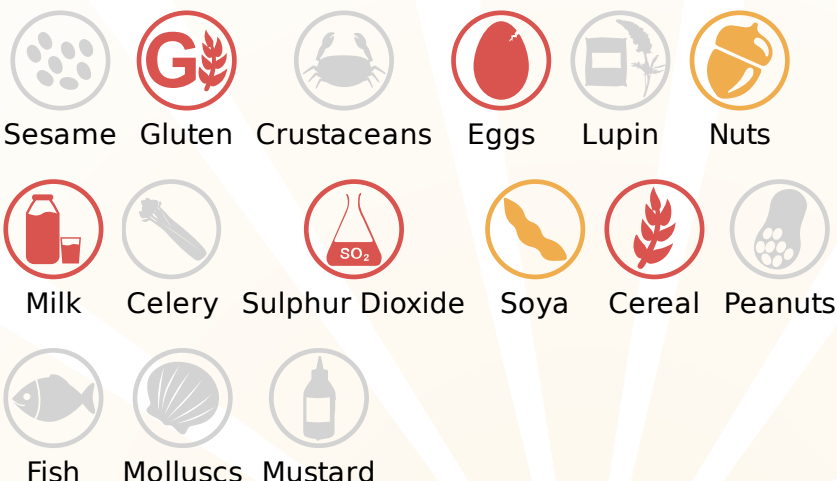 G
Sesame Gluten Crustaceans Eggs Lupin Nuts
SO₂
Milk Celery Sulphur Dioxide Soya Cereal Peanuts
Fish Molluscs Mustard